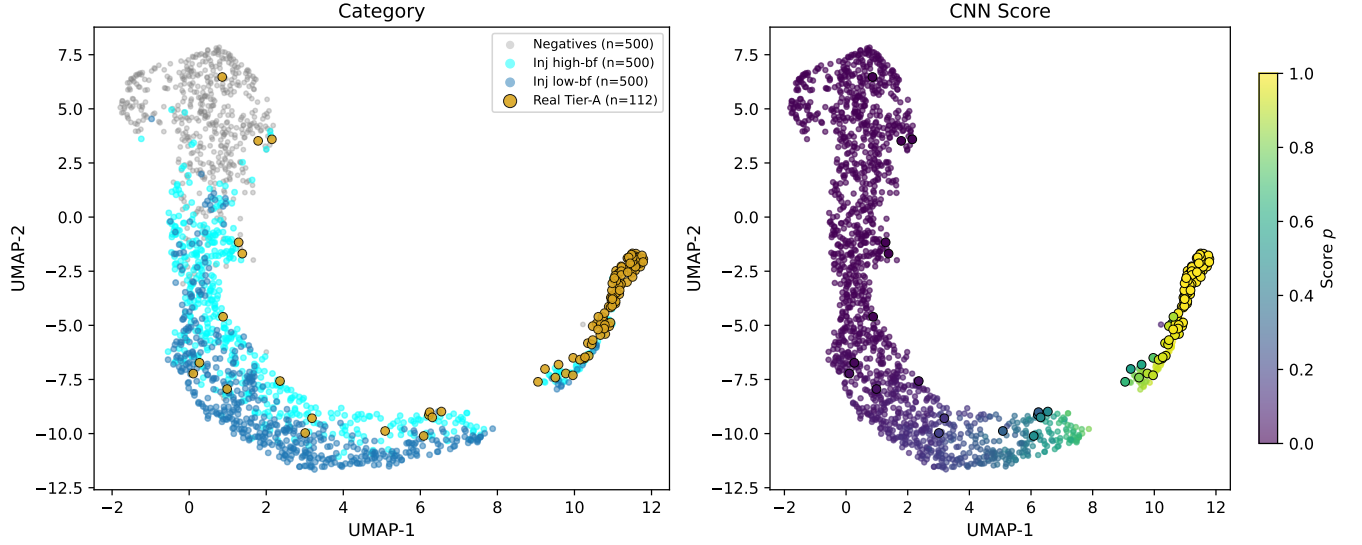 Category
CNN Score
Negatives (n=500)
Inj high-bf (n=500)
Inj low-bf (n=500)
Real Tier-A (n=112)
7.5
5.0
2.5
0.0
−2.5
−5.0
−7.5
−10.0
−12.5
UMAP-2
−2 0 2 4 6 8 10 12
UMAP-1
7.5
5.0
2.5
0.0
−2.5
−5.0
−7.5
−10.0
−12.5
UMAP-2
−2 0 2 4 6 8 10 12
UMAP-1
1.0
0.8
0.6
0.4
0.2
0.0
Score p